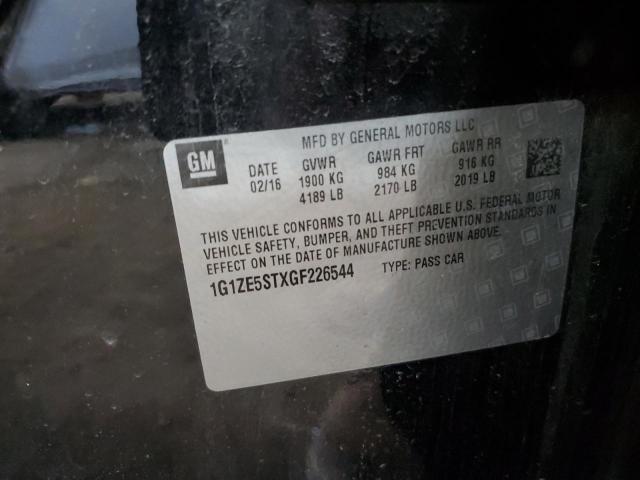 GM
MFD BY GENERAL MOTORS LLC
DATE GVWR GAWR FRT GAWR RR
02/16 1900 KG 984 KG 916 KG
4189 LB 2170 LB 2019 LB
THIS VEHICLE CONFORMS TO ALL APPLICABLE U.S. FEDERAL MOTOR
VEHICLE SAFETY, BUMPER, AND THEFT PREVENTION STANDARDS IN
EFFECT ON THE DATE OF MANUFACTURE SHOWN ABOVE.
1G1ZE5STXGF226544 TYPE: PASS CAR